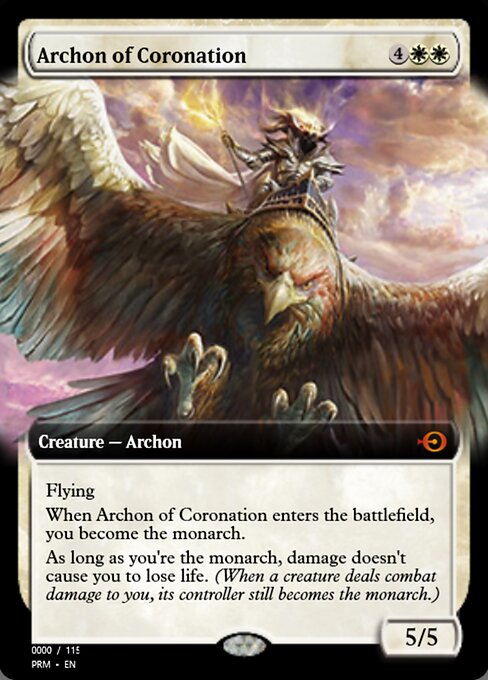 Archon of Coronation 4
Creature — Archon
Flying
When Archon of Coronation enters the battlefield,
you become the monarch.
As long as you're the monarch, damage doesn't
cause you to lose life. (When a creature deals combat
damage to you, its controller still becomes the monarch.)
5/5
0000 / 115
PRM • EN